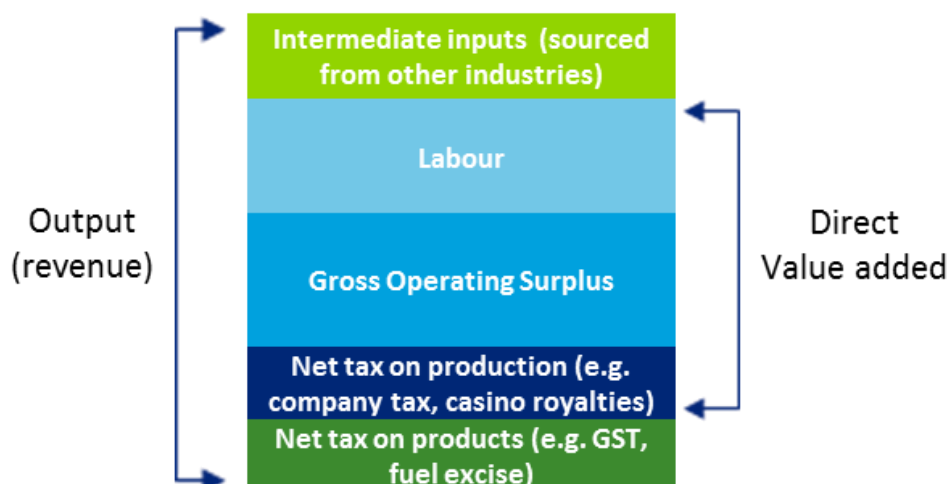 Intermediate inputs (sourced
from other industries)
Labour
Output
(revenue)
Gross Operating Surplus
Direct
Value added
Net tax on production (e.g.
company tax, casino royalties)
Net tax on products (e.g. GST,
fuel excise)